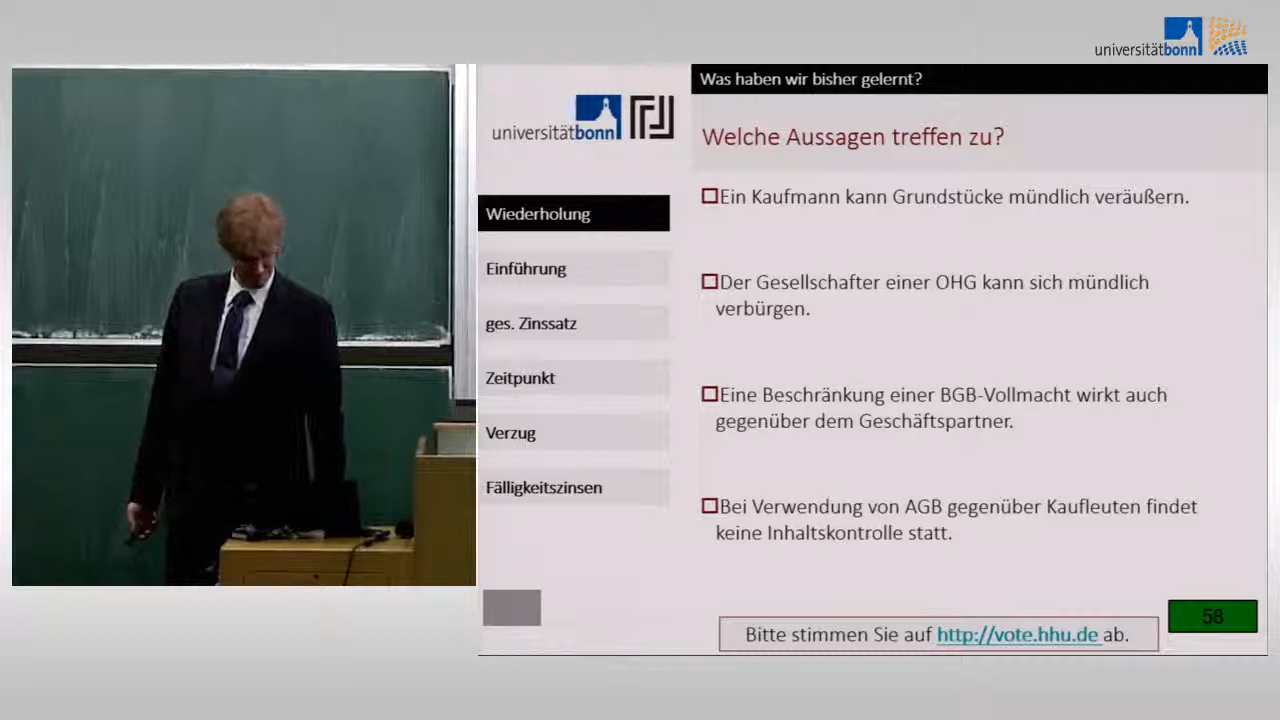 universitätbonn
Was haben wir bisher gelernt?
universitätbonn
Welche Aussagen treffen zu?
Wiederholung
Einführung
ges. Zinssatz
Zeitpunkt
Verzug
Fälligkeitszinsen
Ein Kaufmann kann Grundstücke mündlich veräußern.
Der Gesellschafter einer OHG kann sich mündlich
verbürgen.
Eine Beschränkung einer BGB-Vollmacht wirkt auch
gegenüber dem Geschäftspartner.
Bei Verwendung von AGB gegenüber Kaufleuten findet
keine Inhaltskontrolle statt.
58
Bitte stimmen Sie auf http://vote.hhu.de ab.